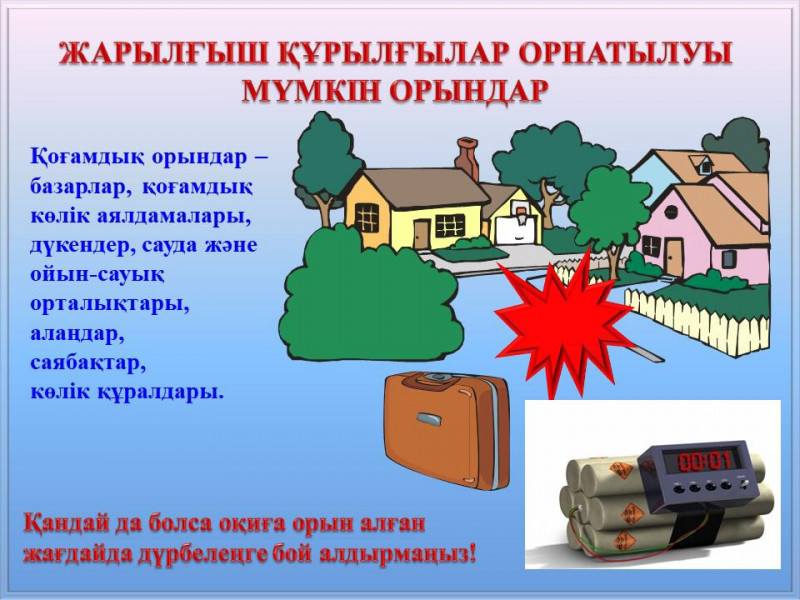 ЖАРЫЛҒЫШ ҚҰРЫЛҒЫЛАР ОРНАТЫЛУЫ
МҮМКІН ОРЫНДАР
Қоғамдық орындар –
базарлар, қоғамдық
көлік аялдамалары,
дүкендер, сауда және
ойын-сауық
орталықтары,
алаңдар,
саябақтар,
көлік құралдары.
00:01
Қандай да болса оқиға орын алған
жағдайда дүрбелеңге бой алдырмаңыз!